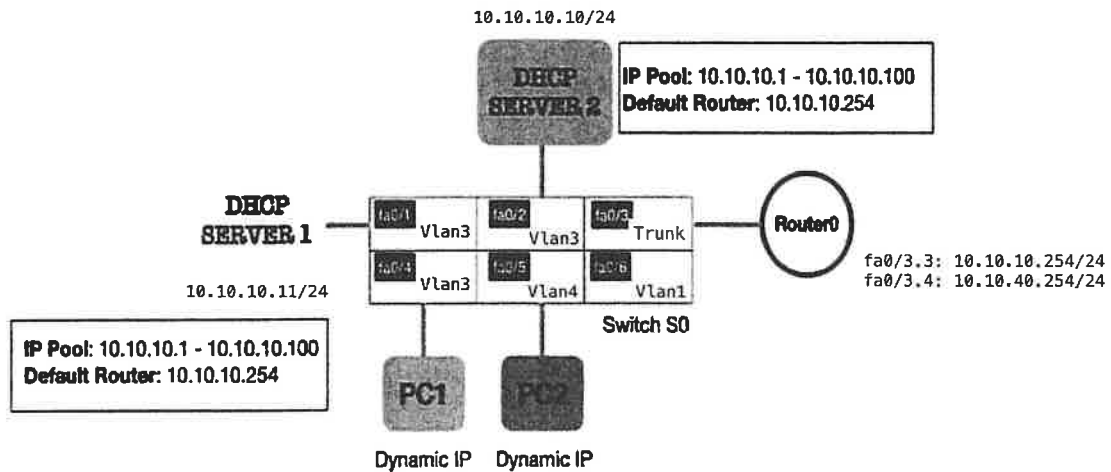 10.10.10.10/24
DHCP
SERVER 2
IP Pool: 10.10.10.1 - 10.10.10.100
Default Router: 10.10.10.254
DHCP
SERVER 1
fa0/1
Vlan3
fa0/2
Vlan3
fa0/3
Trunk
Router0
fa0/4
Vlan3
fa0/5
Vlan4
fa0/6
Vlan1
fa0/3.3: 10.10.10.254/24
fa0/3.4: 10.10.40.254/24
10.10.10.11/24
Switch S0
IP Pool: 10.10.10.1 - 10.10.10.100
Default Router: 10.10.10.254
PC1
PC2
Dynamic IP
Dynamic IP